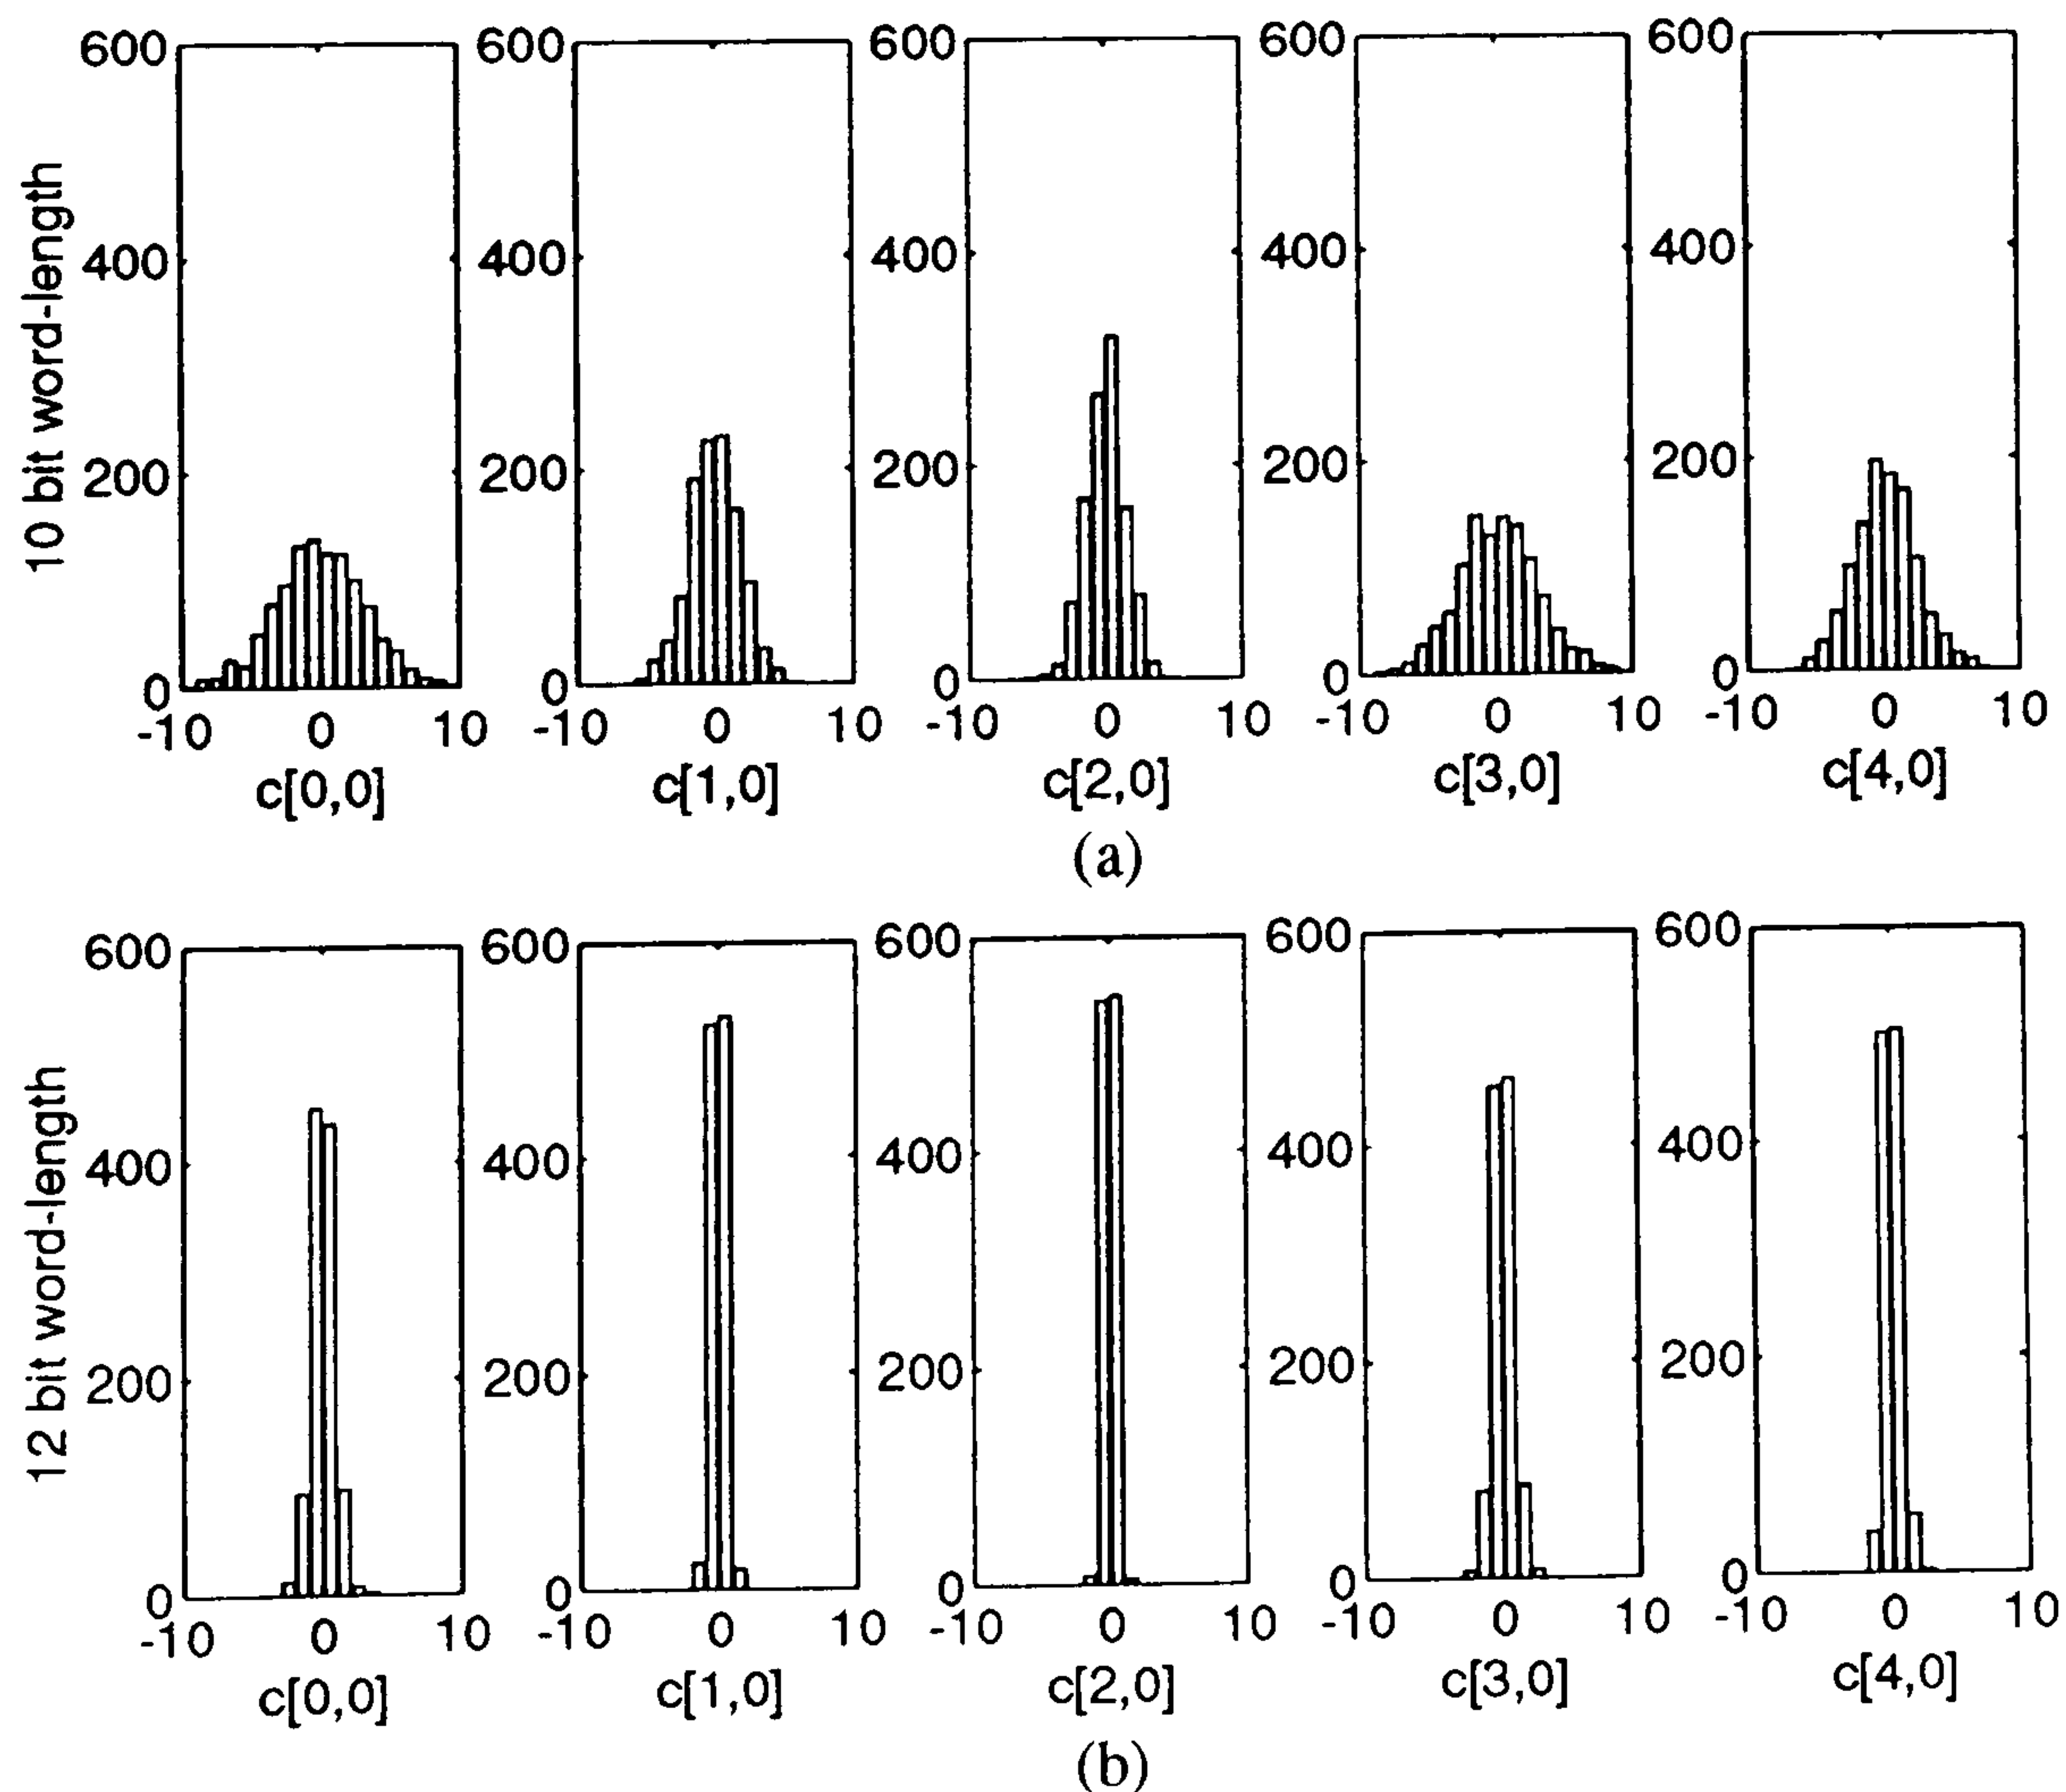 600 600 600 600 600
400 400 400 400 400
200 200 200 200 200
0 0 0 0 0
-10 0 10 -10 0 10 -10 0 10 -10 0 10 -10 0 10
c[0,0] c[1,0] c[2,0] c[3,0] c[4,0]
10 bit word-length
(a)
600 600 600 600 600
400 400 400 400 400
200 200 200 200 200
0 0 0 0 0
-10 0 10 -10 0 10 -10 0 10 -10 0 10 -10 0 10
c[0,0] c[1,0] c[2,0] c[3,0] c[4,0]
12 bit word-length
(b)